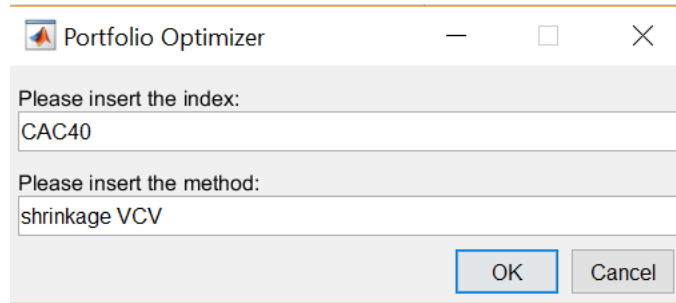 Portfolio Optimizer
Please insert the index:
CAC40
Please insert the method:
shrinkage VCV
OK Cancel